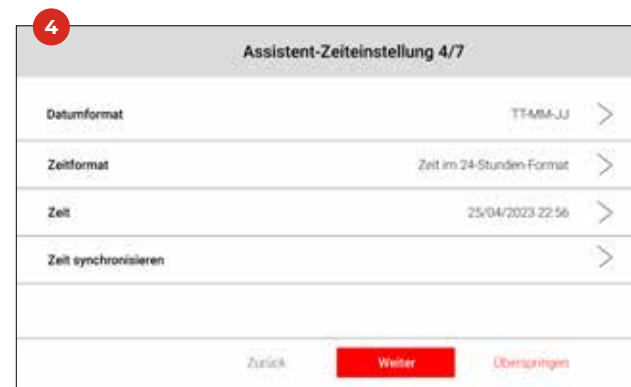 4
Assistent-Zeiteinstellung 4/7
Datumformat TT-MM-JJ
Zeitformat Zeit im 24-Stunden-Format
Zeit 25/04/2023 22:56
Zeit synchronisieren
Zurück Weiter Überspringen